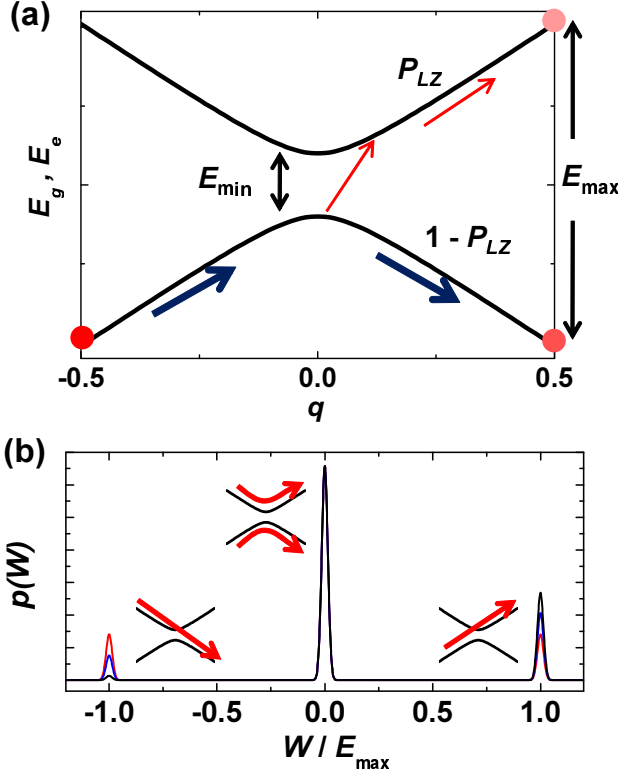 (a)
E_g, E_e
P_LZ
E_min
E_max
1 - P_LZ
-0.5
0.0
0.5
q
(b)
p(W)
-1.0
-0.5
0.0
0.5
1.0
W / E_max